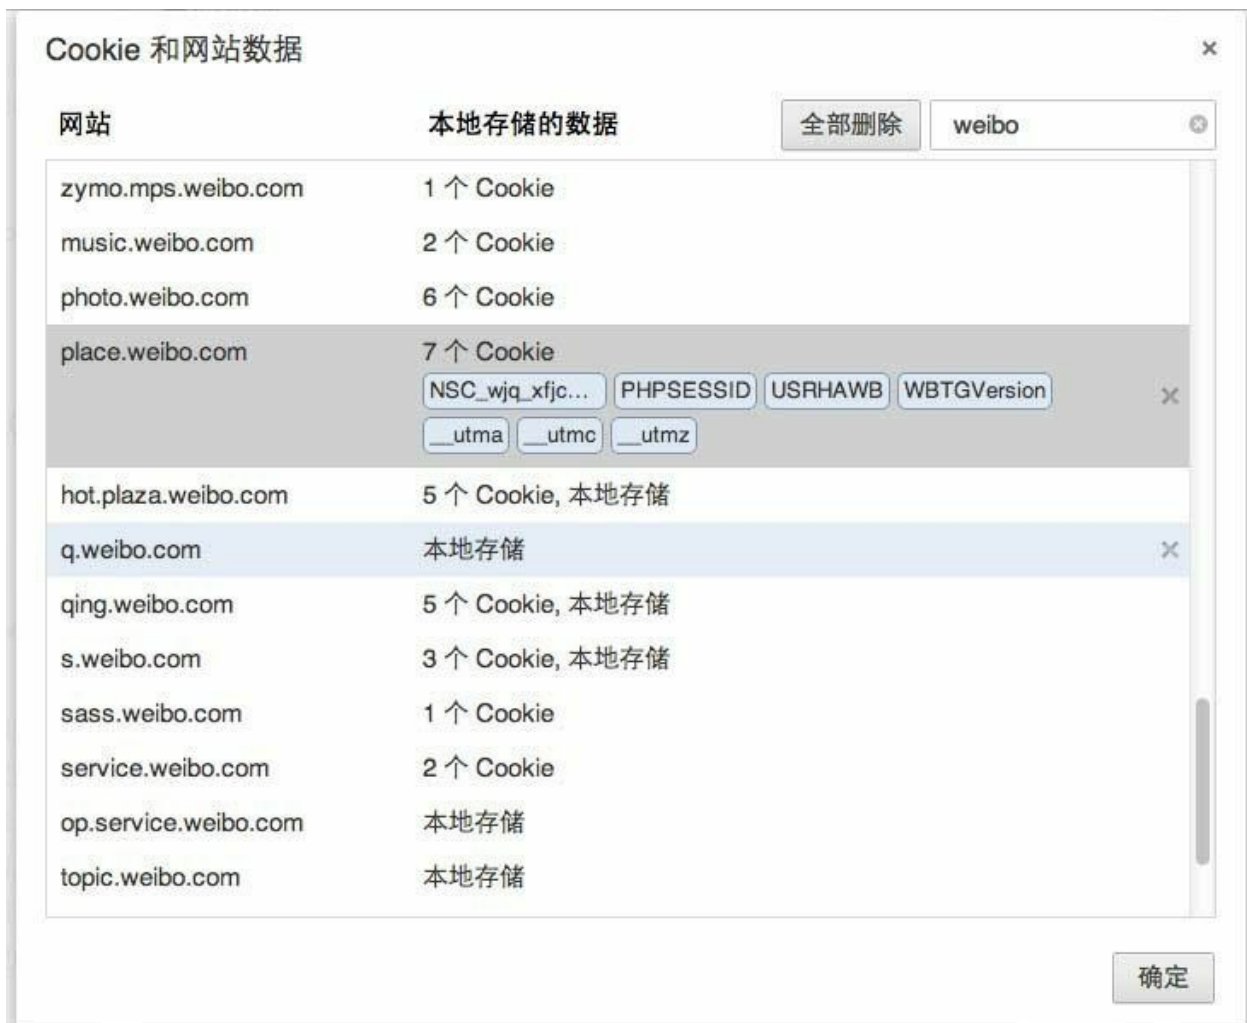 Cookie 和网站数据
网站 本地存储的数据 全部删除 weibo
zymo.mps.weibo.com 1 个 Cookie
music.weibo.com 2 个 Cookie
photo.weibo.com 6 个 Cookie
place.weibo.com 7 个 Cookie
NSC_wjq_xfjc... PHPSESSID USRHAWB WBTGVersion
__utma __utmc __utmz
hot.plaza.weibo.com 5 个 Cookie, 本地存储
q.weibo.com 本地存储
qing.weibo.com 5 个 Cookie, 本地存储
s.weibo.com 3 个 Cookie, 本地存储
sass.weibo.com 1 个 Cookie
service.weibo.com 2 个 Cookie
op.service.weibo.com 本地存储
topic.weibo.com 本地存储
确定